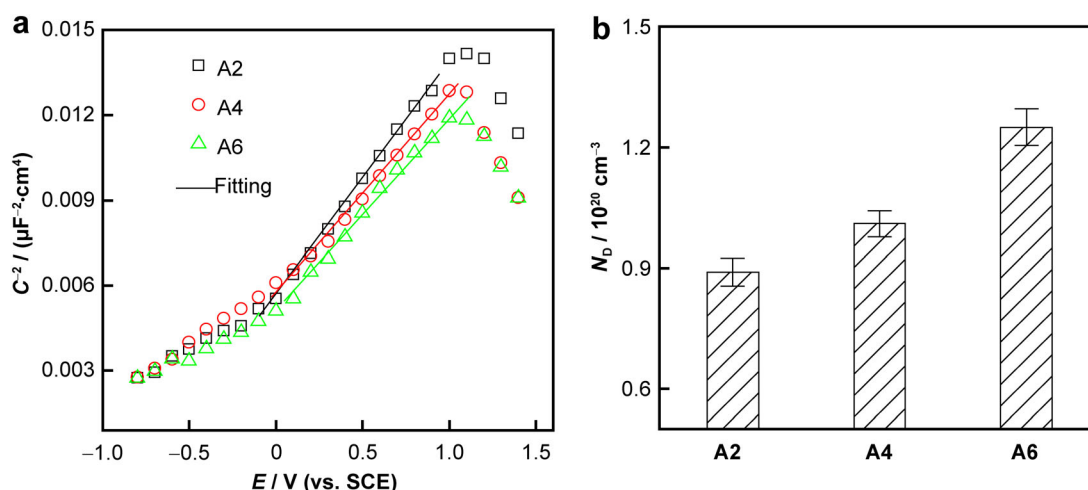 a
0.015
0.012
0.009
0.006
0.003
C⁻² / (μF⁻²·cm⁴)
A2
A4
A6
Fitting
−1.0 −0.5 0 0.5 1.0 1.5
E / V (vs. SCE)
b
1.5
1.2
0.9
0.6
N_D / 10²⁰ cm⁻³
A2 A4 A6